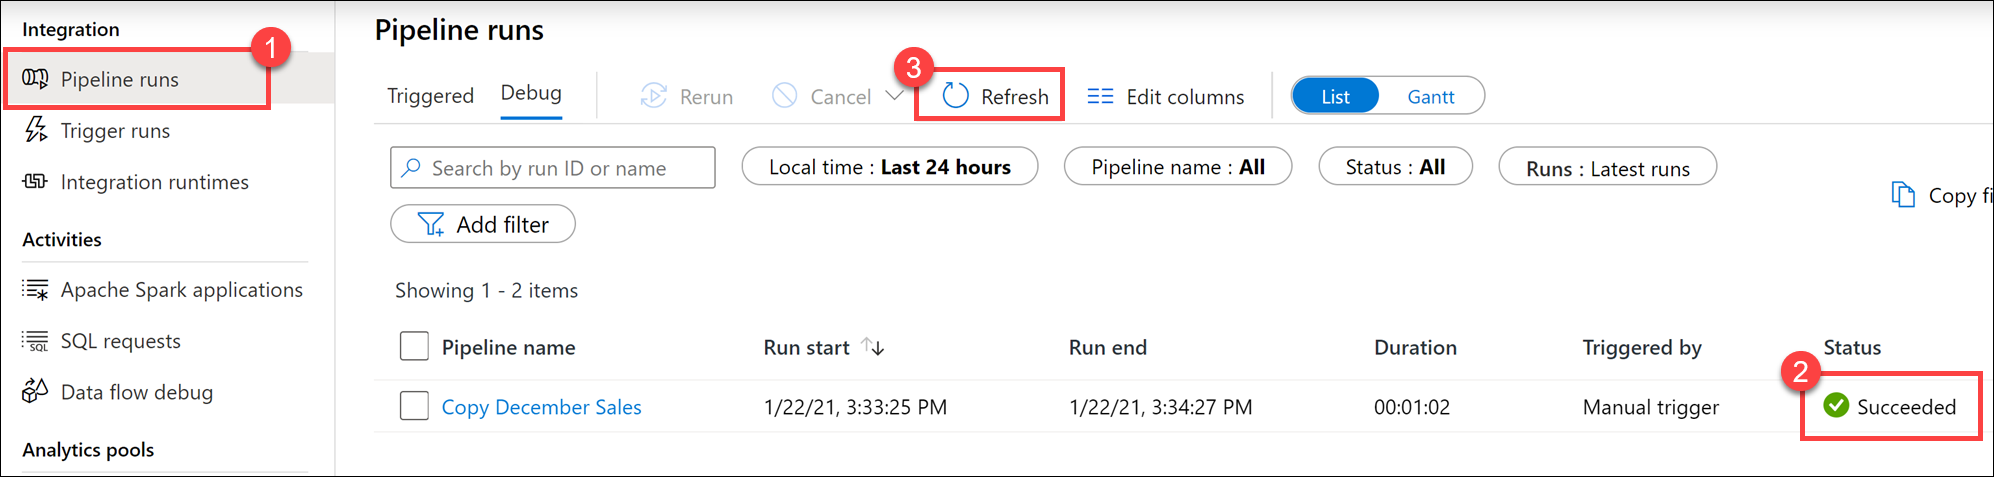 Integration
1
Pipeline runs
Trigger runs
Integration runtimes
Activities
Apache Spark applications
SQL requests
Data flow debug
Analytics pools
Pipeline runs
Triggered Debug Rerun Cancel 3 Refresh Edit columns List Gantt
Search by run ID or name Local time : Last 24 hours Pipeline name : All Status : All Runs : Latest runs
Copy fi
Add filter
Showing 1 - 2 items
Pipeline name Run start Run end Duration Triggered by Status
2
Copy December Sales 1/22/21, 3:33:25 PM 1/22/21, 3:34:27 PM 00:01:02 Manual trigger Succeeded